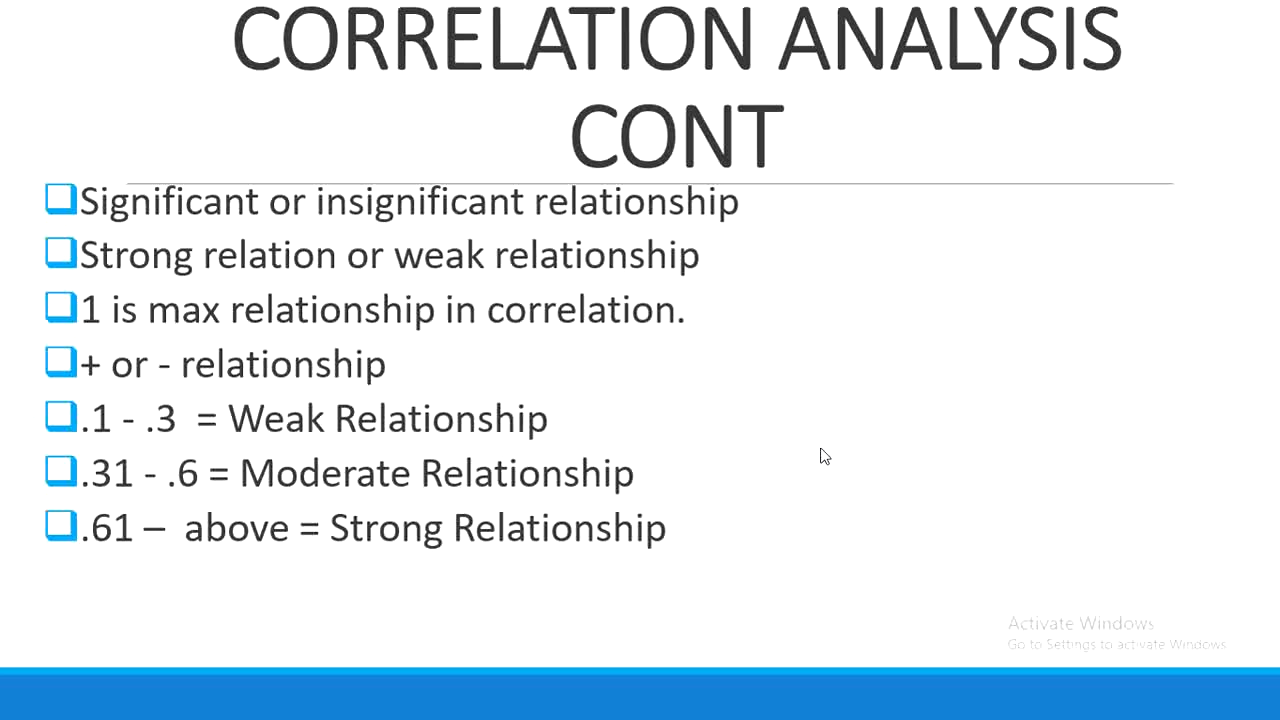 CORRELATION ANALYSIS
CONT
Significant or insignificant relationship
Strong relation or weak relationship
1 is max relationship in correlation.
+ or - relationship
.1 - .3 = Weak Relationship
.31 - .6 = Moderate Relationship
.61 – above = Strong Relationship
Activate Windows
Go to Settings to activate Windows